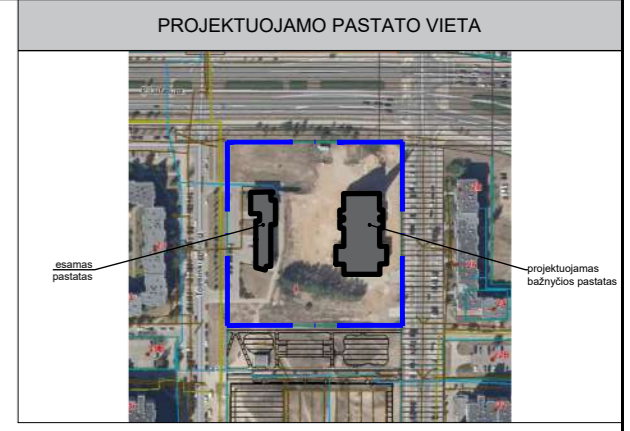 PROJEKTUOJAMO PASTATO VIETA
esamas
pastatas
projektuojamas
bažnyčios pastatas